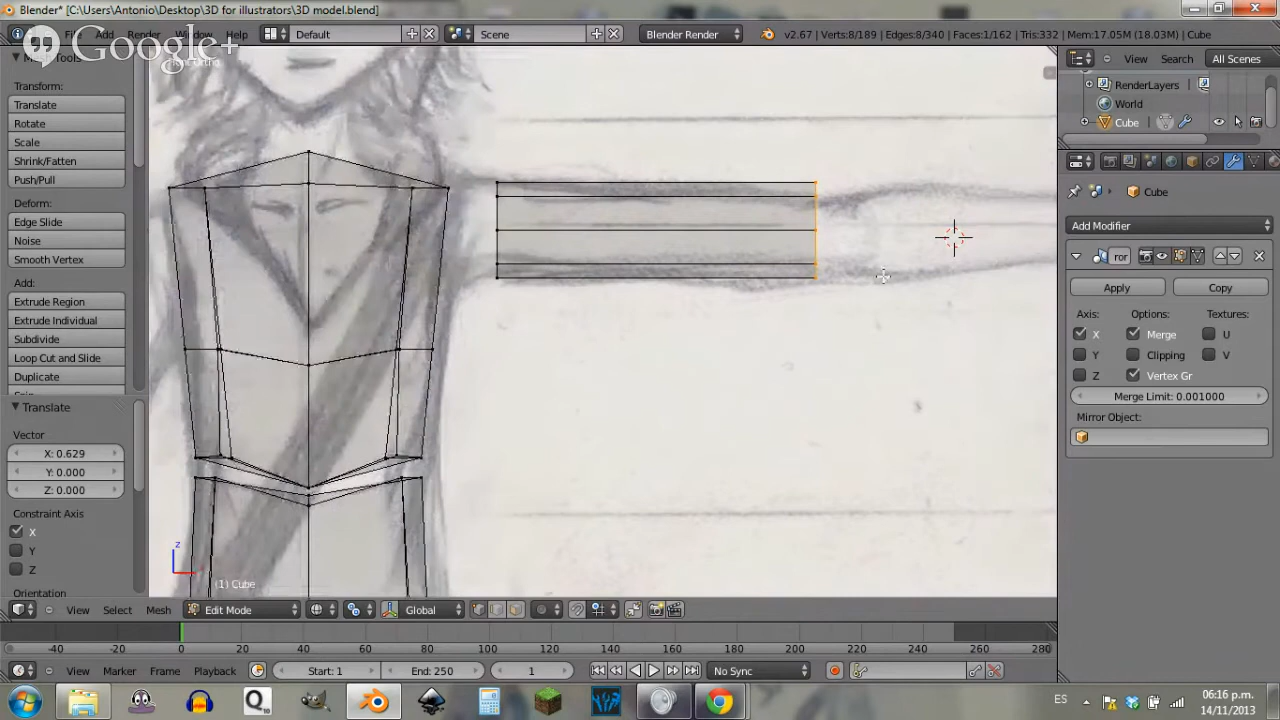 Blender* [C:\Users\Antonio\Desktop\3D for illustrators\3D model.blend]
Google+
File Add Render Window Help
Default
Scene
Blender Render
v2.67 | Verts:8/189 | Edges:8/340 | Faces:1/162 | Tris:332 | Mem:17.05M (18.03M) | Cube
View Search All Scenes
RenderLayers
World
Cube
Mesh Tools
Transform:
Translate
Rotate
Scale
Shrink/Fatten
Push/Pull
Deform:
Edge Slide
Noise
Smooth Vertex
Add:
Extrude Region
Extrude Individual
Subdivide
Loop Cut and Slide
Duplicate
Translate
Vector
X: 0.629
Y: 0.000
Z: 0.000
Constraint Axis
X
Y
Z
Orientation
z
(1) Cube
Cube
Add Modifier
ror
Apply Copy
Axis: Options: Textures:
X Merge U
Y Clipping V
Z Vertex Gr
Merge Limit: 0.001000
Mirror Object:
View Select Mesh Edit Mode Global
-40 -20 0 20 40 60 80 100 120 140 160 180 200 220 240 260 280
View Marker Frame Playback Start: 1 End: 250 1 No Sync
ES
06:16 p.m.
14/11/2013